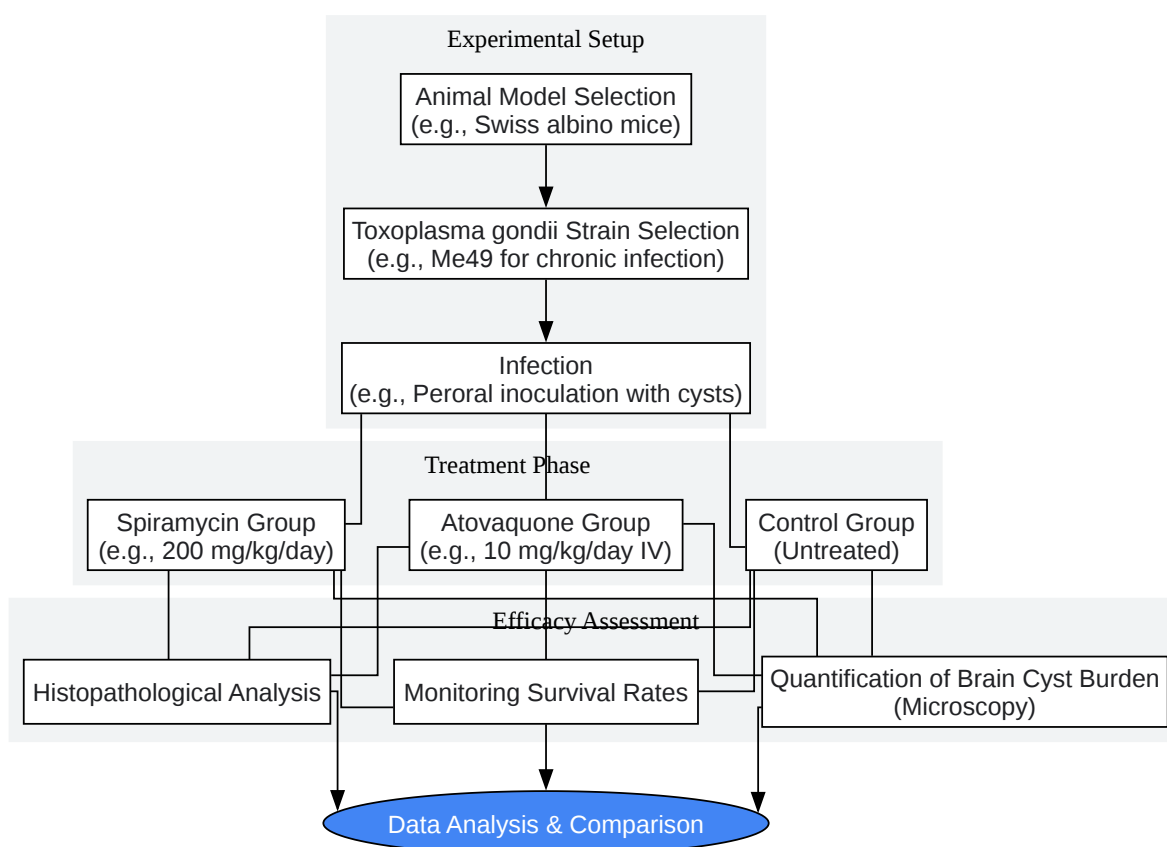 Experimental Setup
Animal Model Selection
(e.g., Swiss albino mice)
Toxoplasma gondii Strain Selection
(e.g., Me49 for chronic infection)
Infection
(e.g., Peroral inoculation with cysts)
Treatment Phase
Spiramycin Group
(e.g., 200 mg/kg/day)
Atovaquone Group
(e.g., 10 mg/kg/day IV)
Control Group
(Untreated)
Efficacy Assessment
Histopathological Analysis
Monitoring Survival Rates
Quantification of Brain Cyst Burden
(Microscopy)
Data Analysis & Comparison